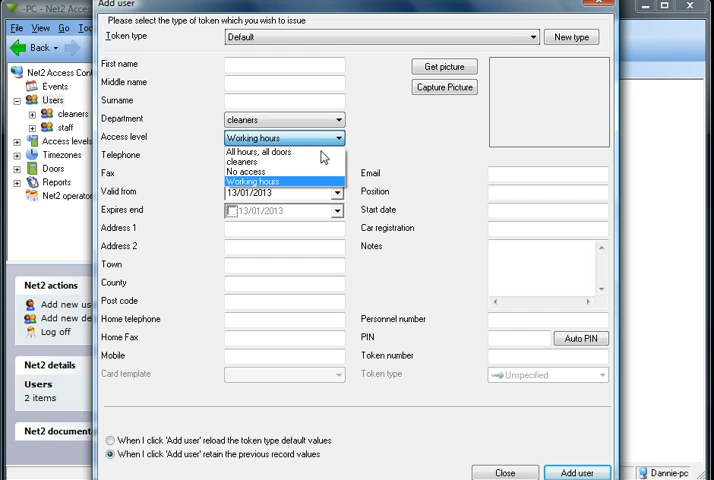 -PC - Net2 Acces
Add user
File View Go
Back
Net2 Access Con
Events
Users
cleaners
staff
Access levels
Timezones
Doors
Reports
Net2 operato
Net2 actions
Add new us
Add new de
Log off
Net2 details
Users
2 items
Net2 document
Please select the type of token which you wish to issue
Token type Default New type
First name
Middle name
Surname
Department cleaners
Access level Working hours
All hours, all doors
cleaners
No access
Working hours
Telephone
Fax
Valid from 13/01/2013
Expires end 13/01/2013
Address 1
Address 2
Town
County
Post code
Home telephone
Home Fax
Mobile
Card template
Get picture
Capture Picture
Email
Position
Start date
Car registration
Notes
Personnel number
PIN Auto PIN
Token number
Token type Unspecified
When I click 'Add user' reload the token type default values
When I click 'Add user' retain the previous record values
Close Add user
Dannie-pc